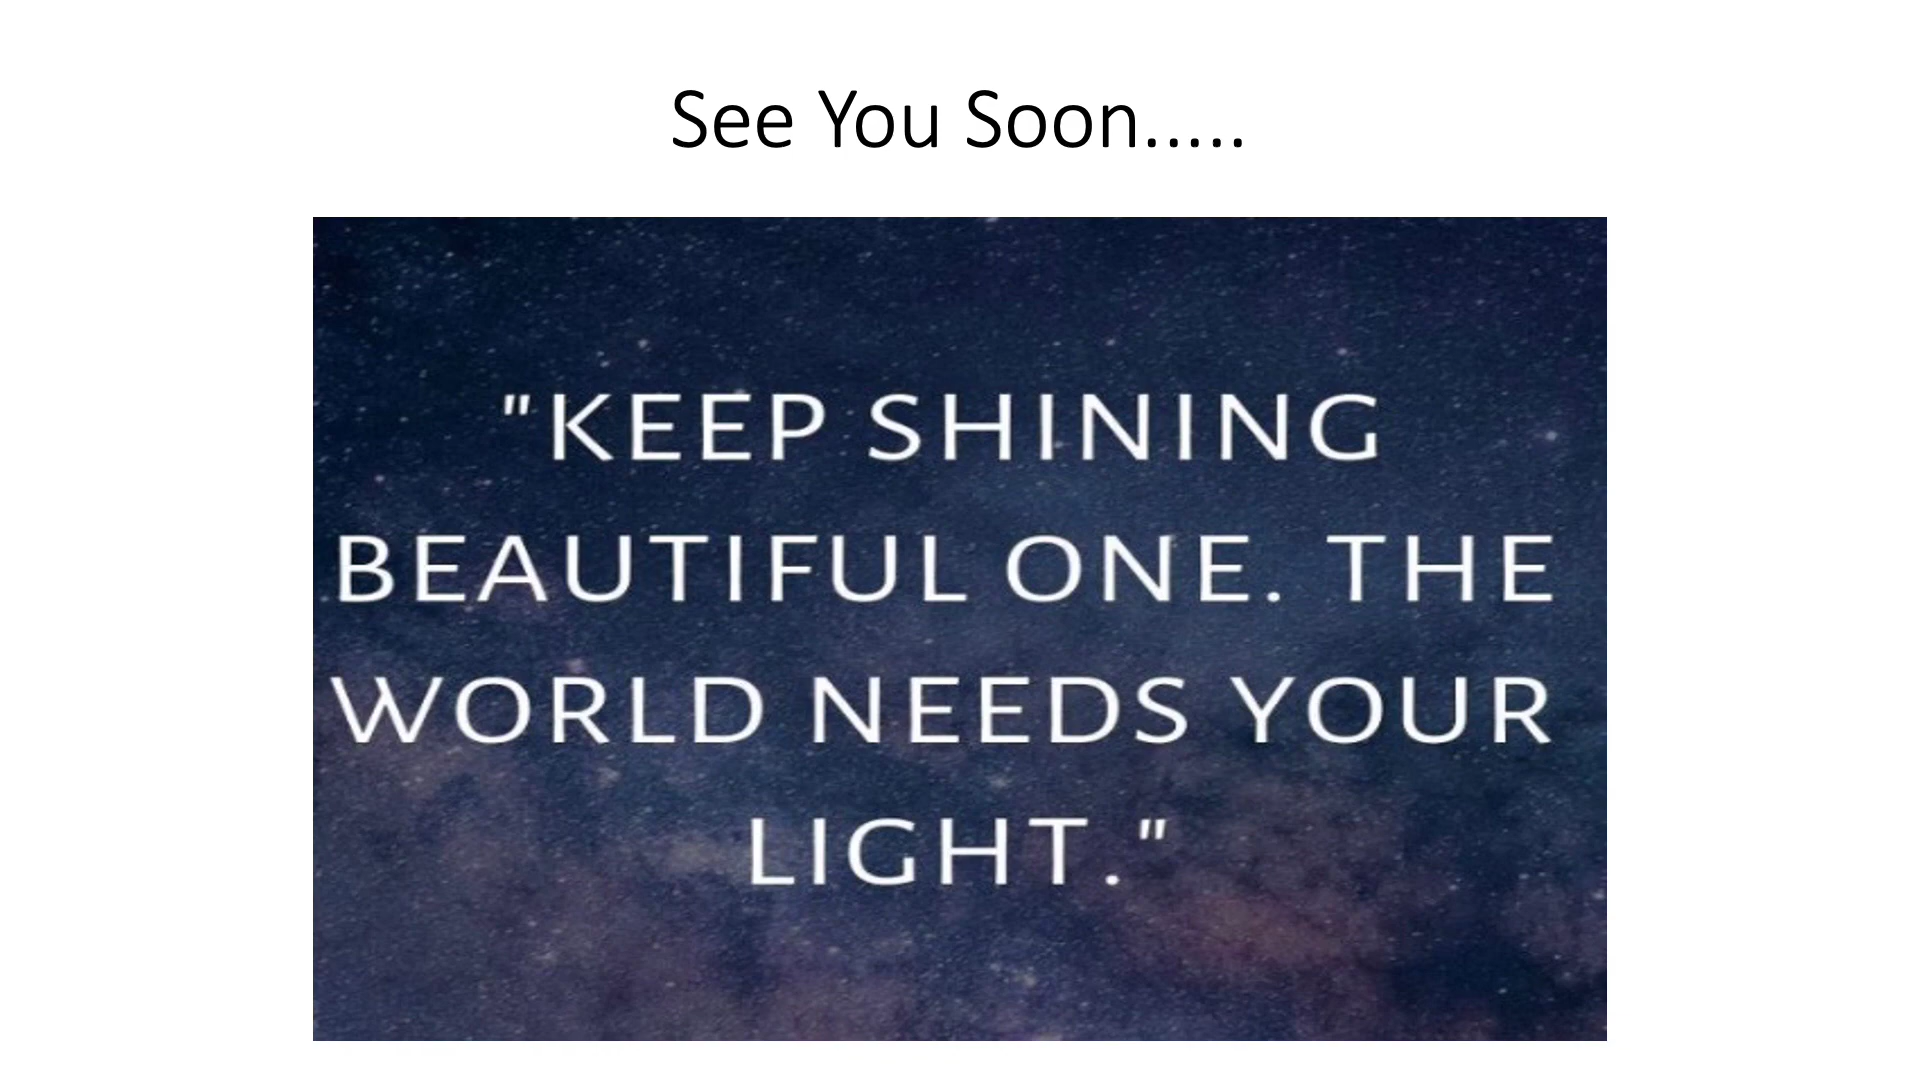 See You Soon.....
"KEEP SHINING
BEAUTIFUL ONE. THE
WORLD NEEDS YOUR
LIGHT."